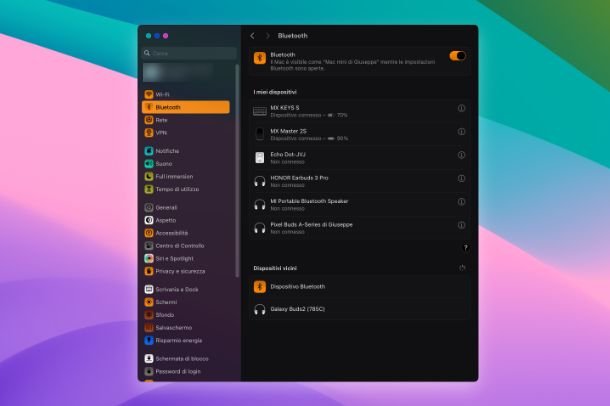 Cerca
Wi-Fi
Bluetooth
Rete
VPN
Notifiche
Suono
Full immersion
Tempo di utilizzo
Generali
Aspetto
Accessibilità
Centro di Controllo
Siri e Spotlight
Privacy e sicurezza
Scrivania e Dock
Schermi
Sfondo
Salvaschermo
Risparmio energia
Schermata di blocco
Password di login
Bluetooth
Bluetooth
Il Mac è visibile come "Mac mini di Giuseppe" mentre le impostazioni
Bluetooth sono aperte.
I miei dispositivi
MX KEYS S
Dispositivo connesso – 70%
MX Master 2S
Dispositivo connesso – 90%
Echo Dot-JVJ
Non connesso
HONOR Earbuds 3 Pro
Non connesso
MI Portable Bluetooth Speaker
Non connesso
Pixel Buds A-Series di Giuseppe
Non connesso
?
Dispositivi vicini
Dispositivo Bluetooth
Galaxy Buds2 (785C)